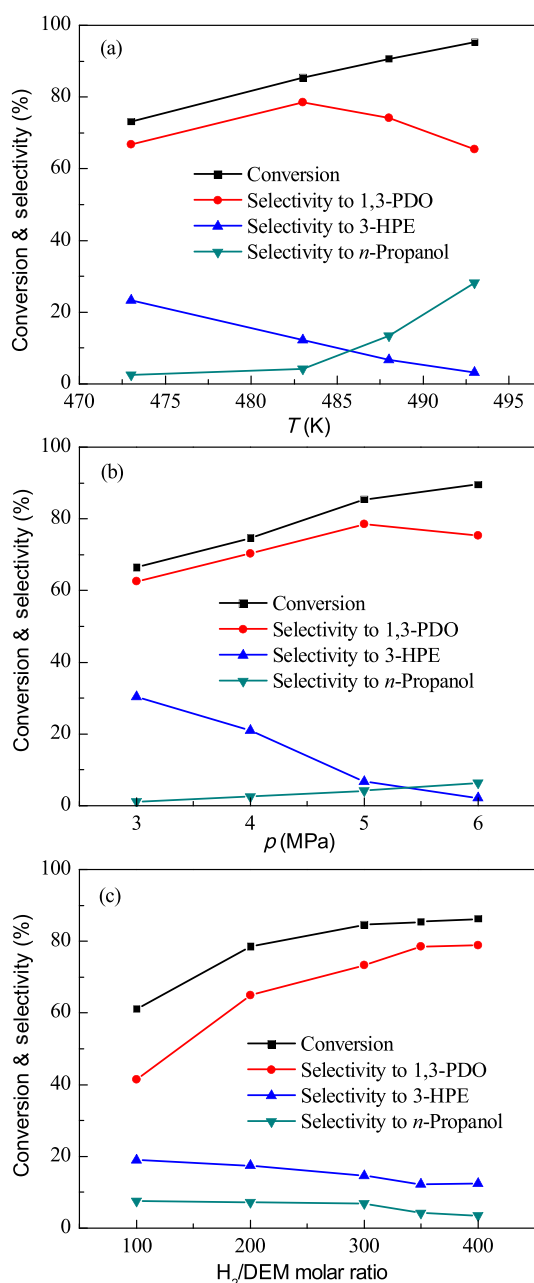 (a)
Conversion & selectivity (%)
100
80
60
40
20
0
Conversion
Selectivity to 1,3-PDO
Selectivity to 3-HPE
Selectivity to n-Propanol
470 475 480 485 490 495
T (K)
(b)
Conversion & selectivity (%)
100
80
60
40
20
0
Conversion
Selectivity to 1,3-PDO
Selectivity to 3-HPE
Selectivity to n-Propanol
3 4 5 6
p (MPa)
(c)
Conversion & selectivity (%)
100
80
60
40
20
0
Conversion
Selectivity to 1,3-PDO
Selectivity to 3-HPE
Selectivity to n-Propanol
100 200 300 400
H₂/DEM molar ratio